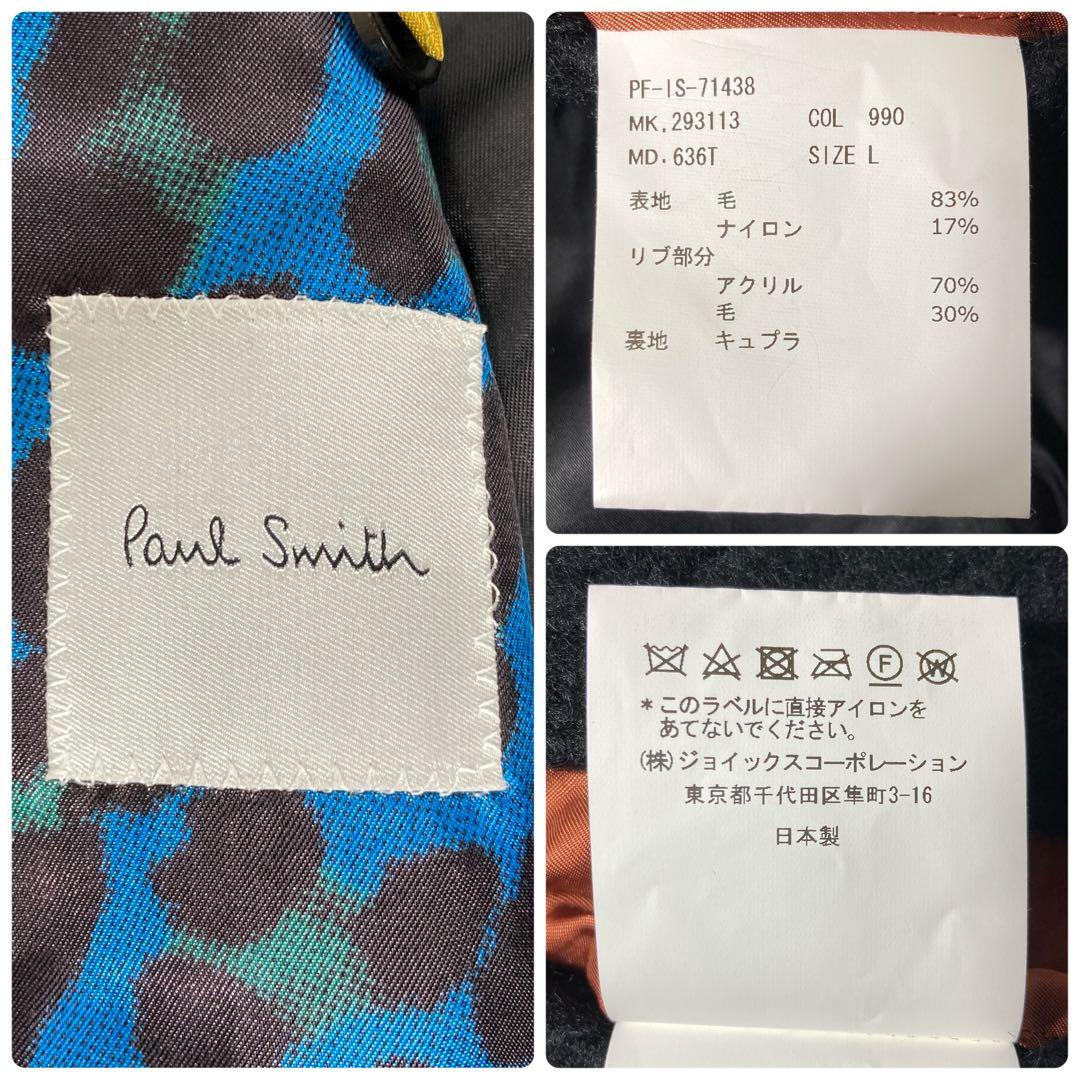 Paul Smith
PF-IS-71438
MK.293113 COL 990
MD.636T SIZE L
表地 毛 83%
ナイロン 17%
リブ部分
アクリル 70%
毛 30%
裏地 キュプラ
F W
*このラベルに直接アイロンを
あてないでください。
(株)ジョイックスコーポレーション
東京都千代田区隼町3-16
日本製